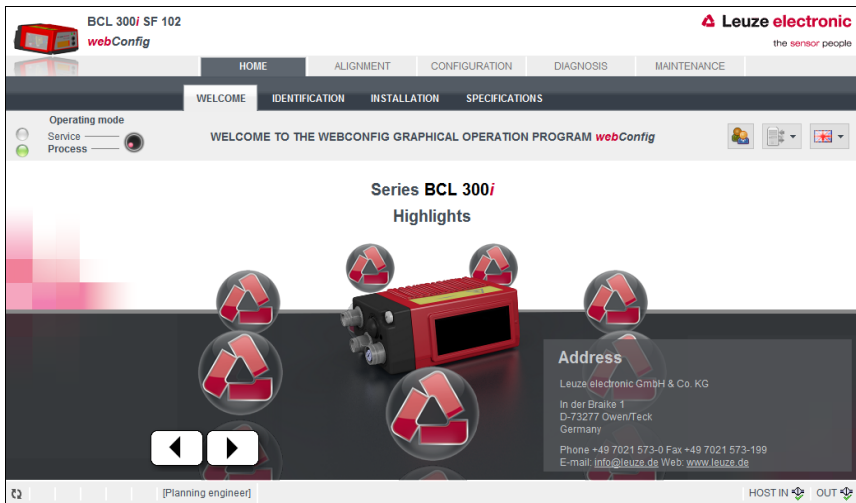 BCL 300i SF 102
webConfig
Leuze electronic
the sensor people
HOME ALIGNMENT CONFIGURATION DIAGNOSIS MAINTENANCE
WELCOME IDENTIFICATION INSTALLATION SPECIFICATIONS
Operating mode
Service
Process
WELCOME TO THE WEBCONFIG GRAPHICAL OPERATION PROGRAM webConfig
Series BCL 300i
Highlights
Address
Leuze electronic GmbH & Co. KG
In der Braike 1
D-73277 Owen/Teck
Germany
Phone +49 7021 573-0 Fax +49 7021 573-199
E-mail: info@leuze.de Web: www.leuze.de
[Planning engineer] HOST IN OUT